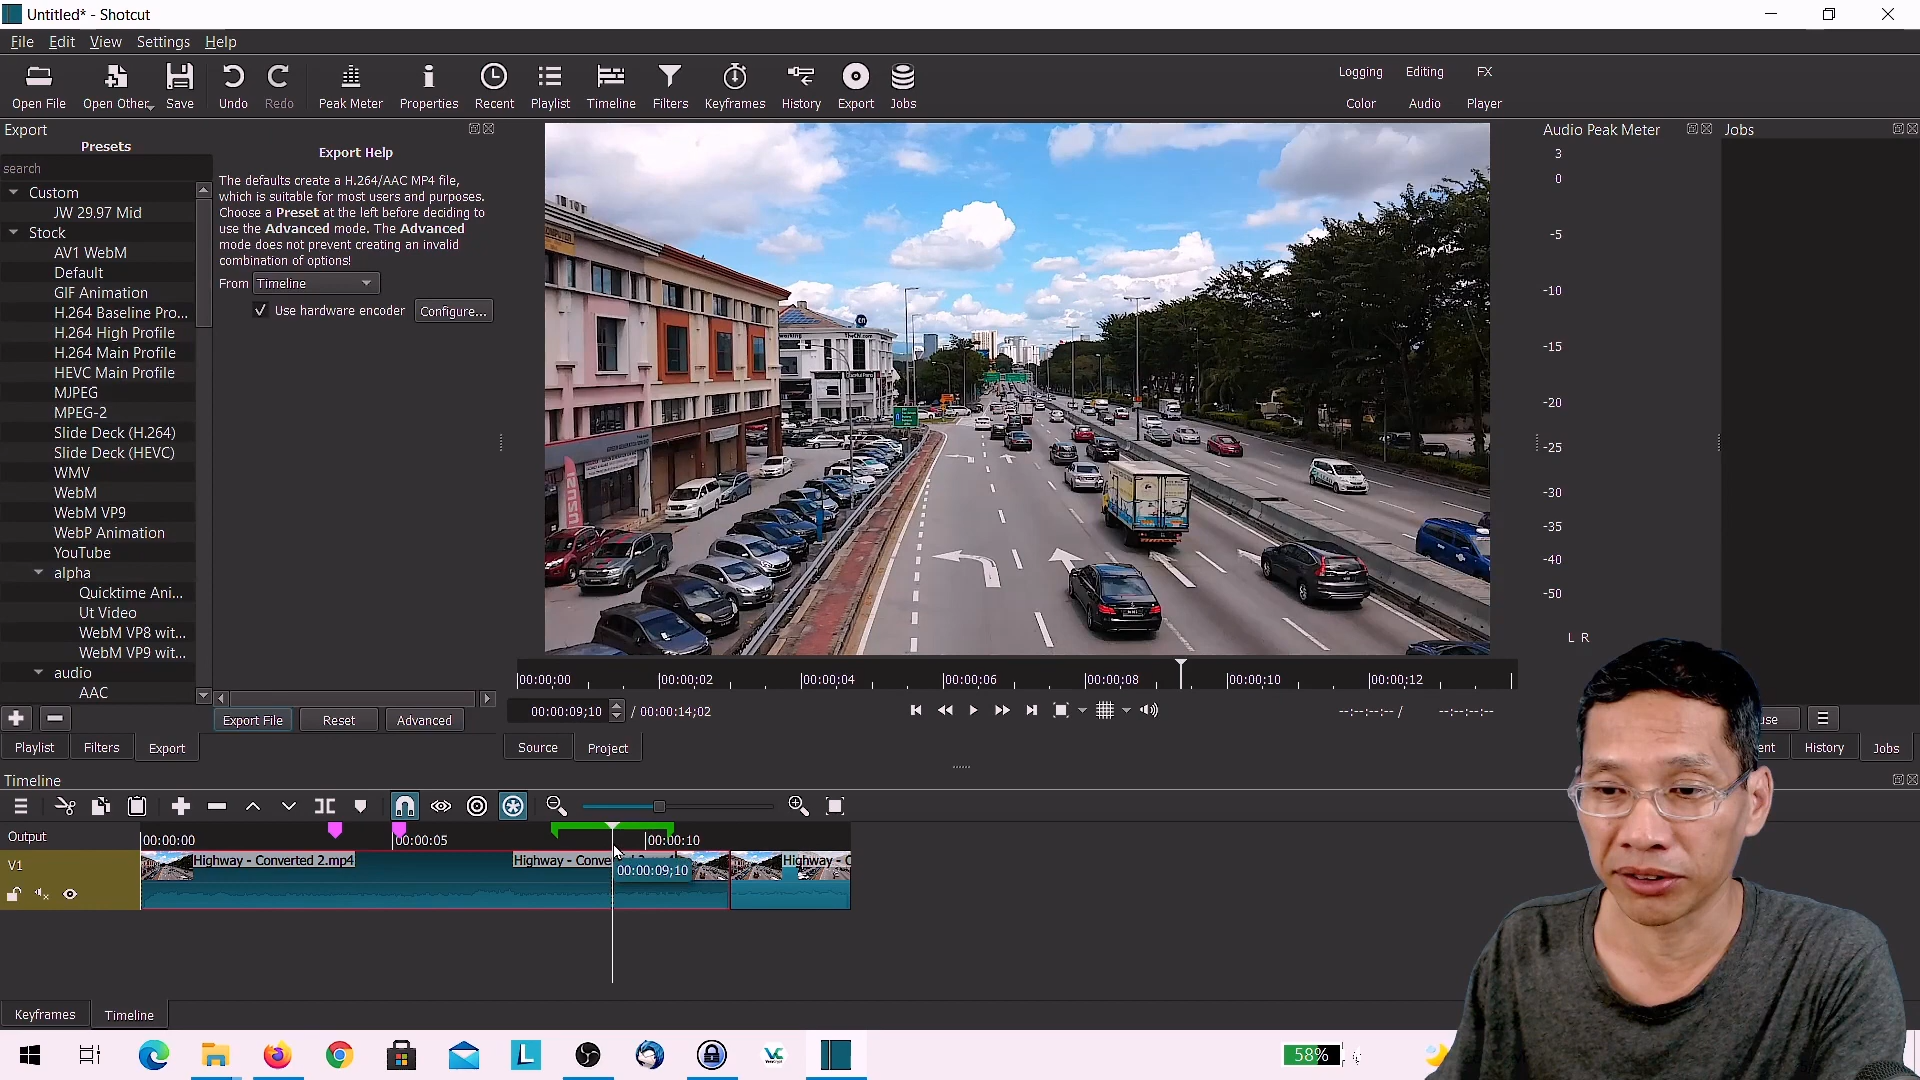 Untitled* - Shotcut
File Edit View Settings Help
Open File Open Other Save Undo Redo Peak Meter Properties Recent Playlist Timeline Filters Keyframes History Export Jobs
Logging Editing FX
Color Audio Player
Export
Presets
search
Custom
JW 29.97 Mid
Stock
AV1 WebM
Default
GIF Animation
H.264 Baseline Pro...
H.264 High Profile
H.264 Main Profile
HEVC Main Profile
MJPEG
MPEG-2
Slide Deck (H.264)
Slide Deck (HEVC)
WMV
WebM
WebM VP9
WebP Animation
YouTube
alpha
Quicktime Ani...
Ut Video
WebM VP8 wit...
WebM VP9 wit...
audio
AAC
Export Help
The defaults create a H.264/AAC MP4 file,
which is suitable for most users and purposes.
Choose a Preset at the left before deciding to
use the Advanced mode. The Advanced
mode does not prevent creating an invalid
combination of options!
From Timeline
Use hardware encoder Configure...
Export File Reset Advanced
Playlist Filters Export
00:00:00 00:00:02 00:00:04 00:00:06 00:00:08 00:00:10 00:00:12
00:00:09;10 / 00:00:14;02
--:--:--:-- / --:--:--:--
Source Project
Audio Peak Meter
3
0
-5
-10
-15
-20
-25
-30
-35
-40
-50
L R
Jobs
use
ent History Jobs
Timeline
Output
00:00:00 00:00:05 00:00:10
V1
Highway - Converted 2.mp4
Highway - Conve
Highway - C
00:00:09;10
Keyframes Timeline
58%